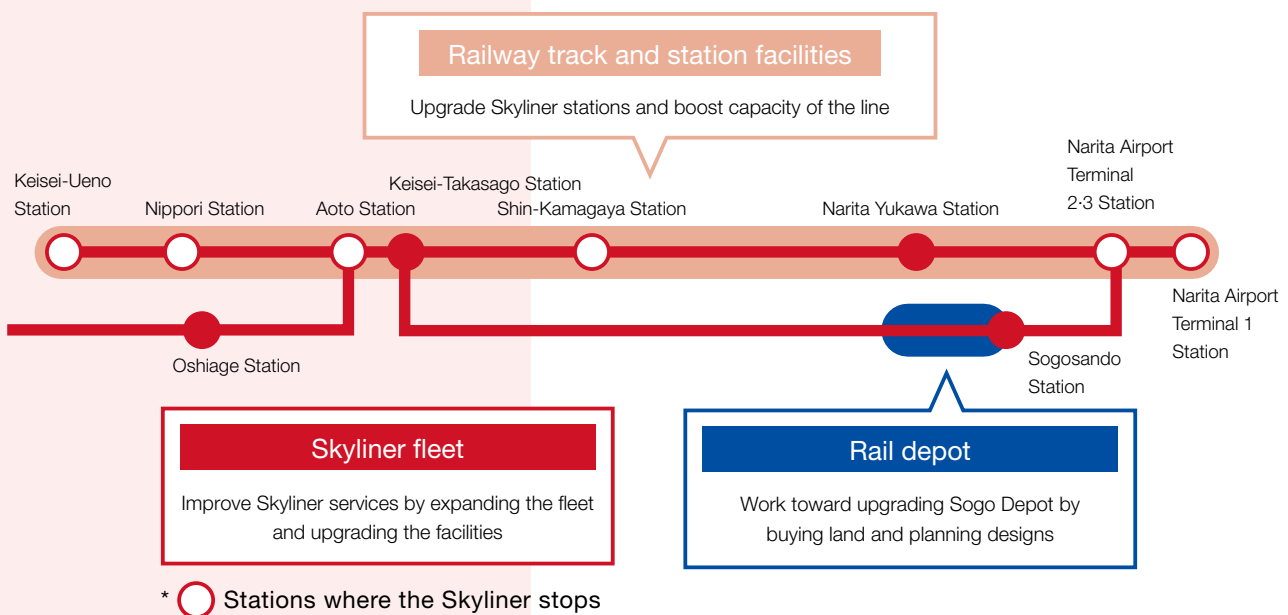 Railway track and station facilities
Upgrade Skyliner stations and boost capacity of the line
Keisei-Ueno
Station
Nippori Station
Aoto Station
Keisei-Takasago Station
Shin-Kamagaya Station
Narita Yukawa Station
Narita Airport
Terminal
2·3 Station
Narita Airport
Terminal 1
Station
Oshiage Station
Sogosando
Station
Skyliner fleet
Improve Skyliner services by expanding the fleet
and upgrading the facilities
Rail depot
Work toward upgrading Sogo Depot by
buying land and planning designs
* Stations where the Skyliner stops